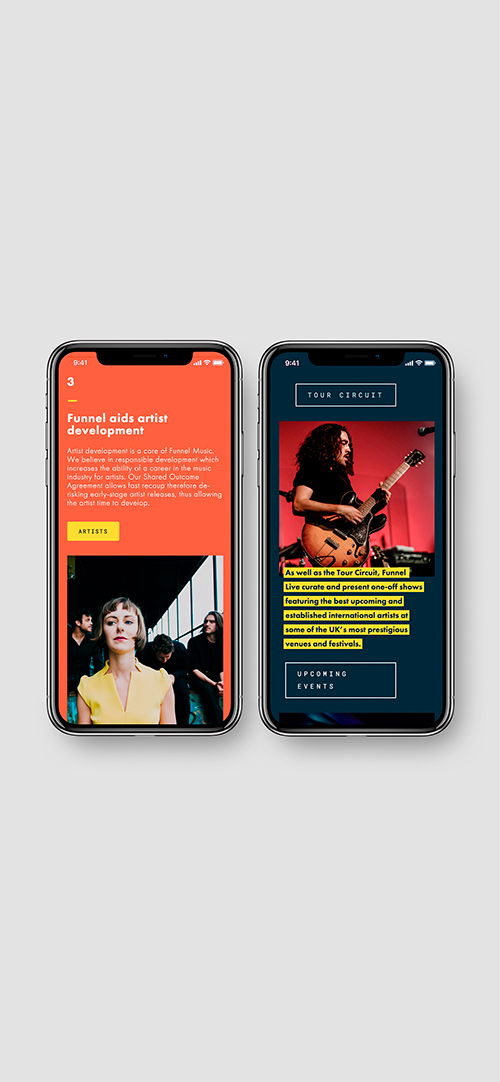 9:41
3
Funnel aids artist
development
Artist development is a core of Funnel Music.
We believe in responsible development which
increases the ability of a career in the music
industry for artists. Our Shared Outcome
Agreement allows fast recoup therefore de-
risking early-stage artist releases, thus allowing
the artist time to develop.
ARTISTS
9:41
TOUR CIRCUIT
As well as the Tour Circuit, Funnel
Live curate and present one-off shows
featuring the best upcoming and
established international artists at
some of the UK's most prestigious
venues and festivals.
UPCOMING
EVENTS